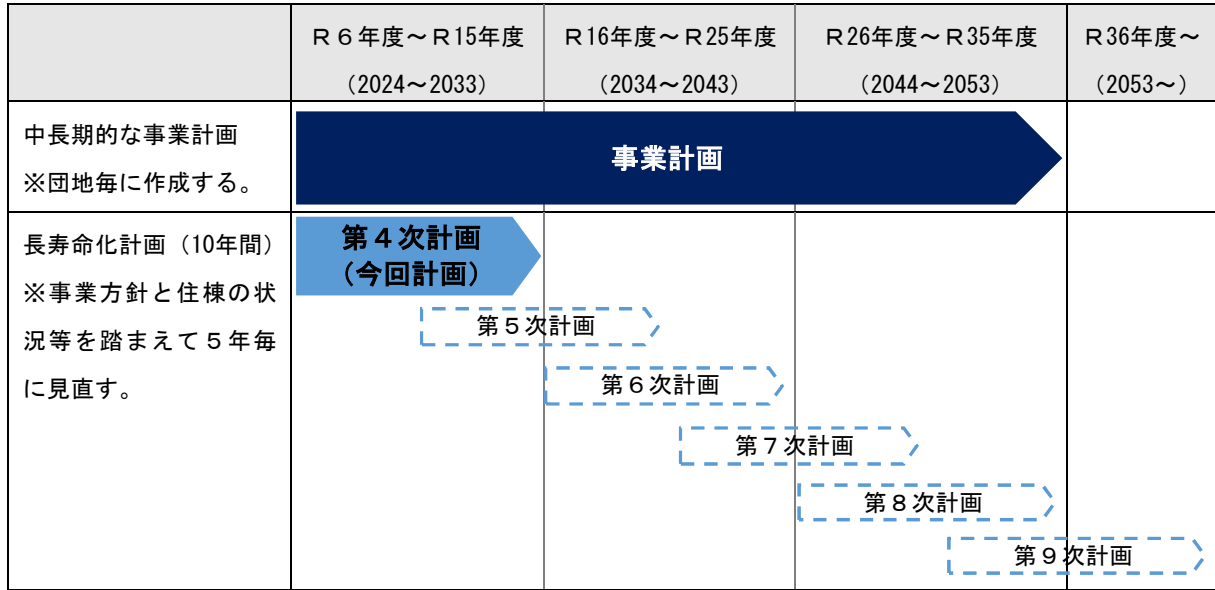 Ｒ６年度～Ｒ15年度
（2024～2033）
Ｒ16年度～Ｒ25年度
（2034～2043）
Ｒ26年度～Ｒ35年度
（2044～2053）
Ｒ36年度～
（2053～）
中長期的な事業計画
※団地毎に作成する。
事業計画
長寿命化計画（10年間）
※事業方針と住棟の状
況等を踏まえて５年毎
に見直す。
第４次計画
（今回計画）
第５次計画
第６次計画
第７次計画
第８次計画
第９次計画